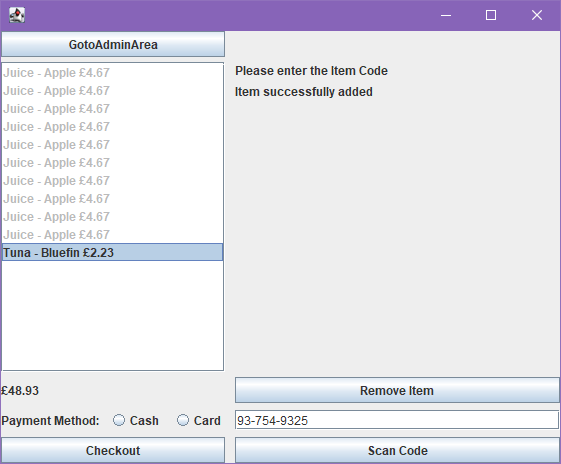 GotoAdminArea
Juice - Apple £4.67
Juice - Apple £4.67
Juice - Apple £4.67
Juice - Apple £4.67
Juice - Apple £4.67
Juice - Apple £4.67
Juice - Apple £4.67
Juice - Apple £4.67
Juice - Apple £4.67
Juice - Apple £4.67
Tuna - Bluefin £2.23
Please enter the Item Code
Item successfully added
£48.93
Remove Item
Payment Method: Cash Card
93-754-9325
Checkout
Scan Code